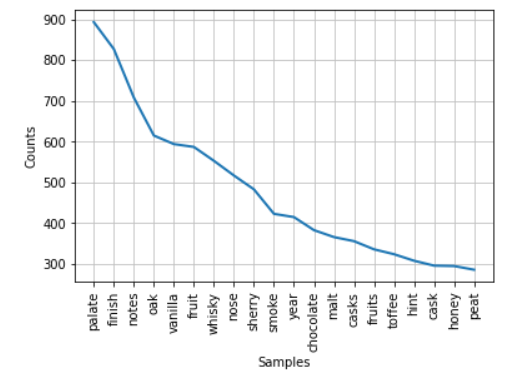 900
800
700
600
500
400
300
Counts
palate
finish
notes
oak
vanilla
fruit
whisky
nose
sherry
smoke
year
chocolate
malt
casks
fruits
toffee
hint
cask
honey
peat
Samples